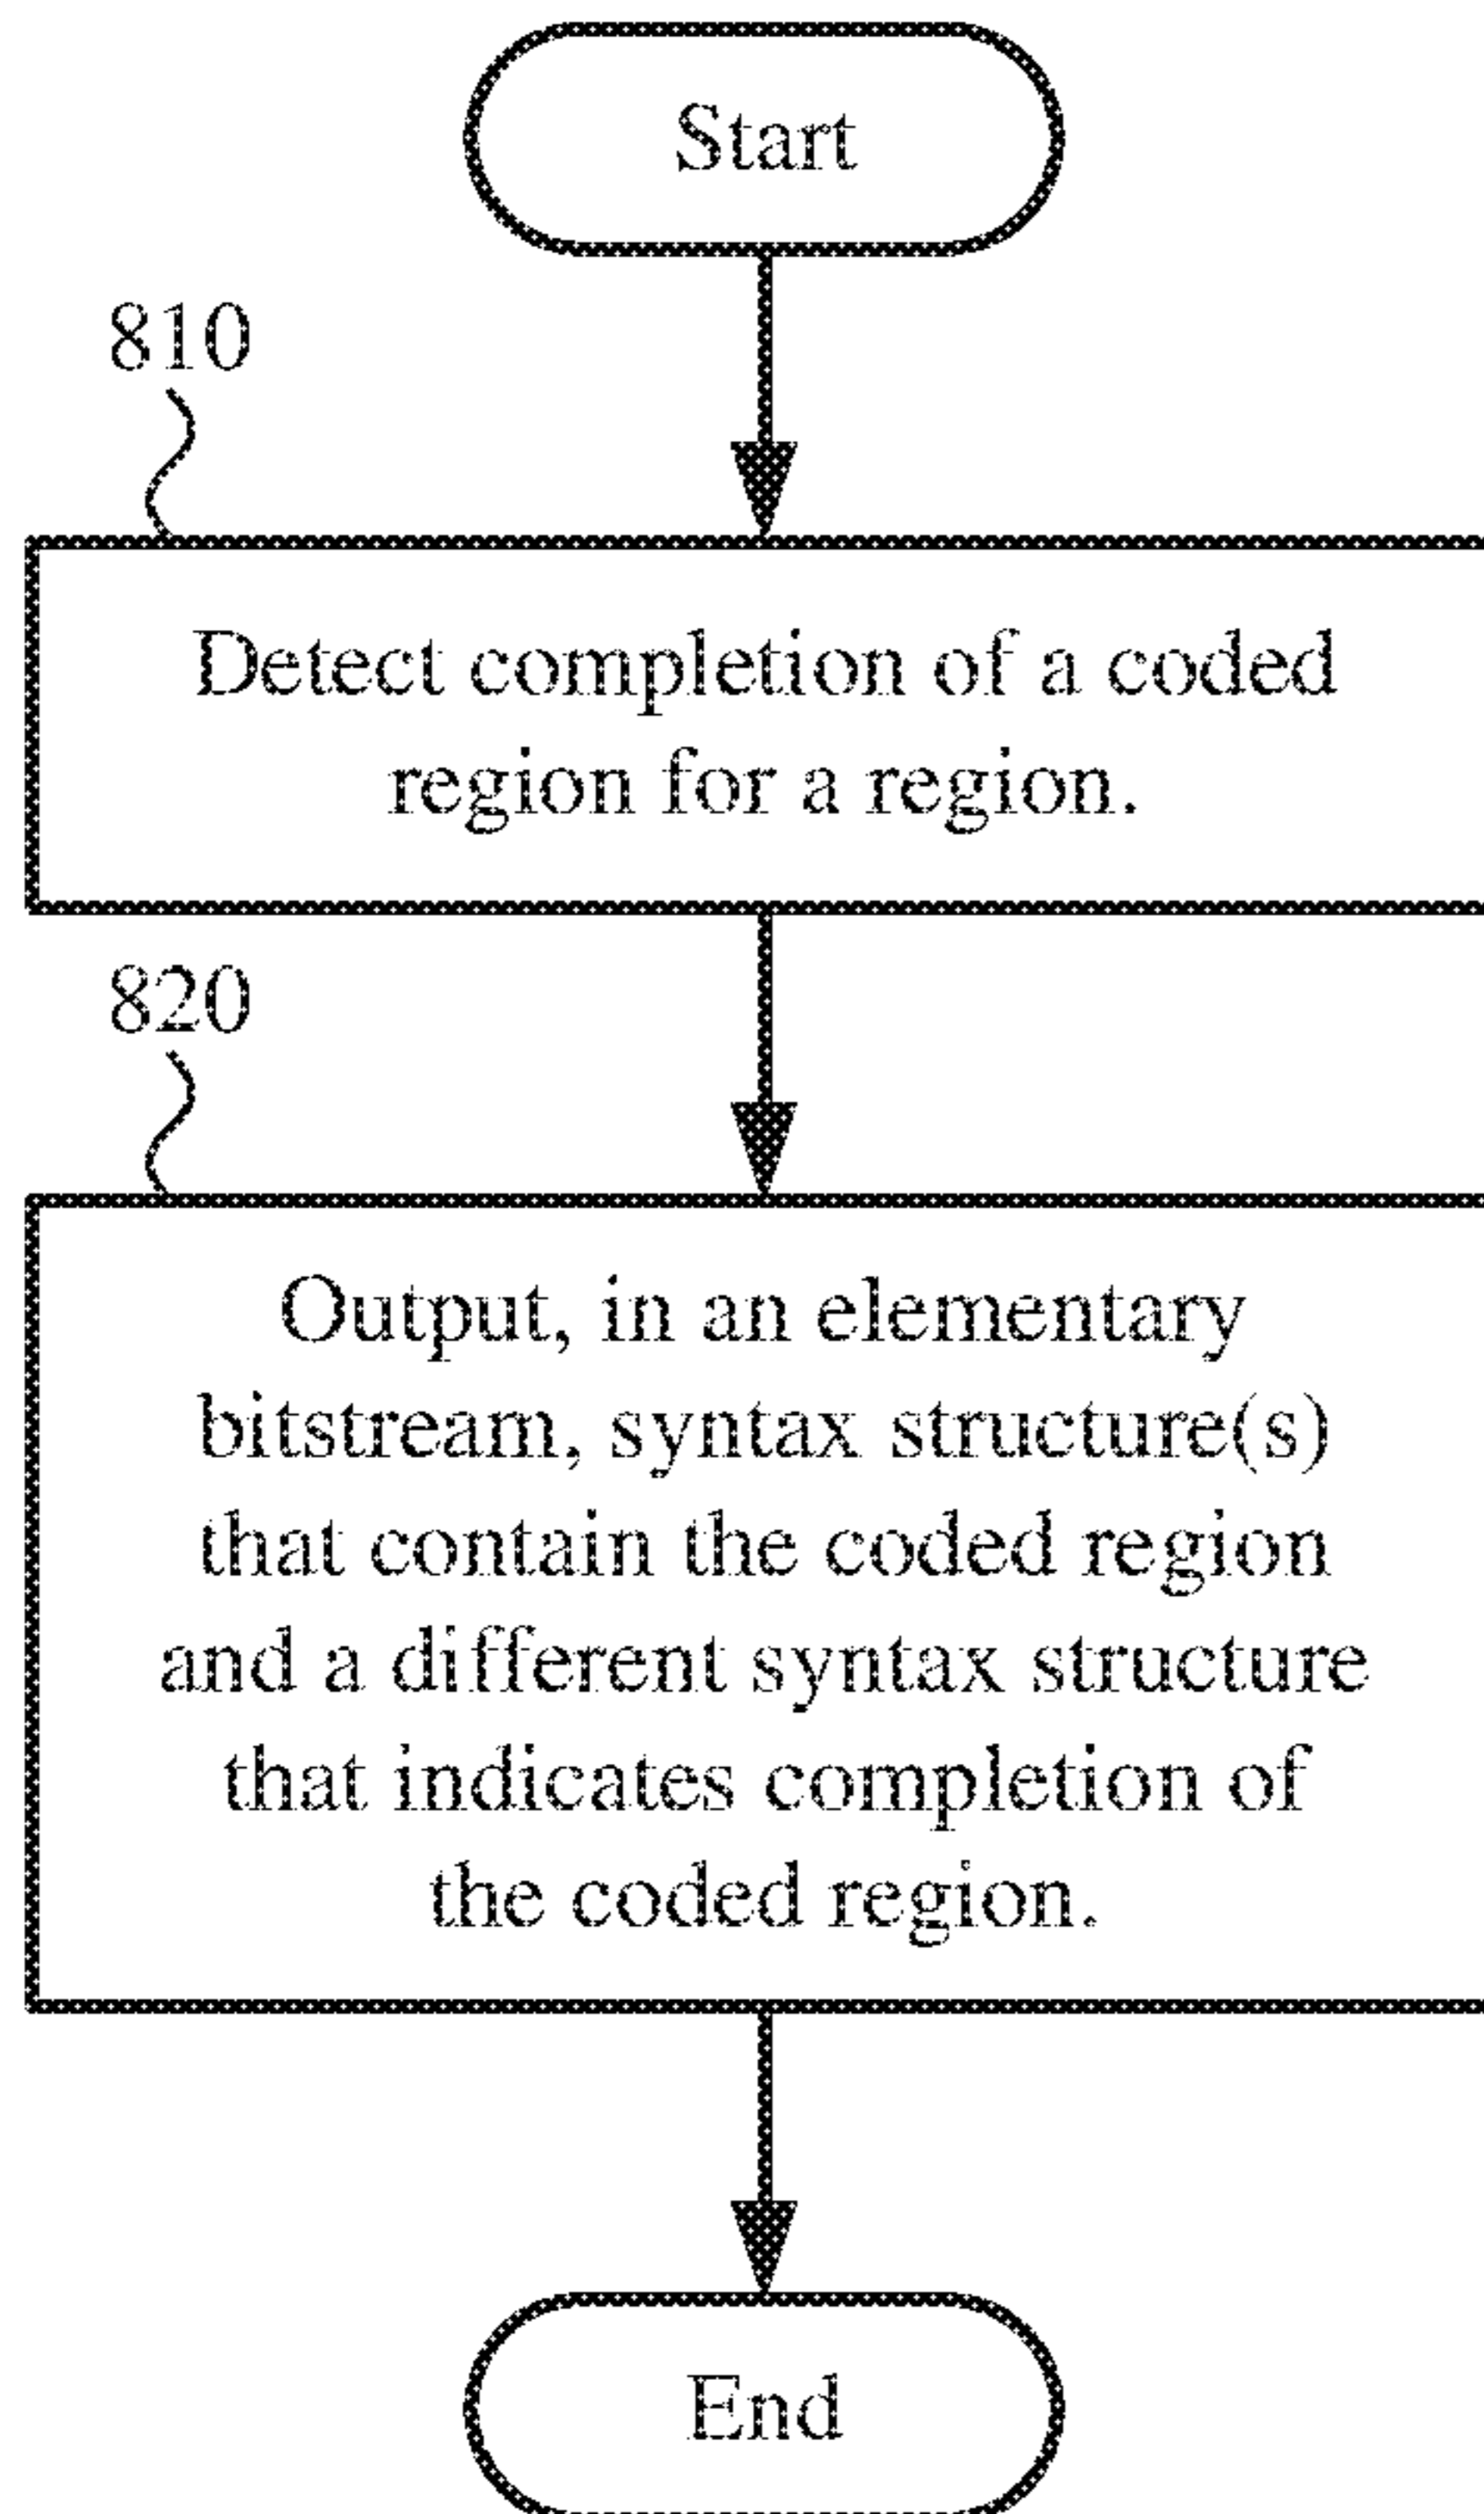 Start
810
Detect completion of a coded
region for a region.
820
Output, in an elementary
bitstream, syntax structure(s)
that contain the coded region
and a different syntax structure
that indicates completion of
the coded region.
End